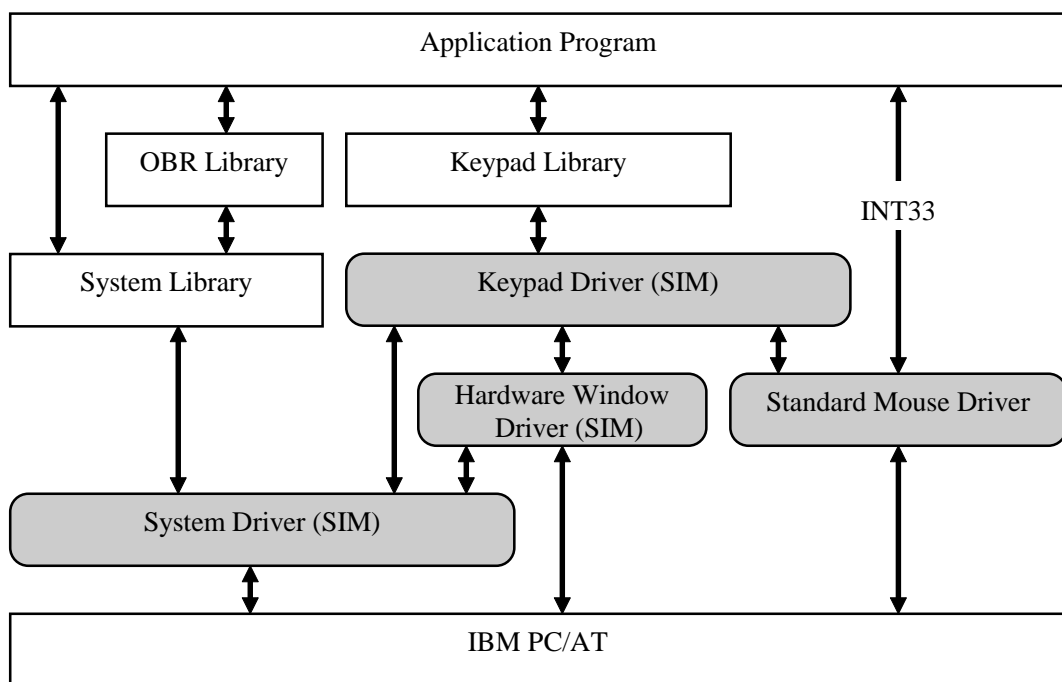 Application Program
OBR Library
Keypad Library
INT33
System Library
Keypad Driver (SIM)
Hardware Window
Driver (SIM)
Standard Mouse Driver
System Driver (SIM)
IBM PC/AT